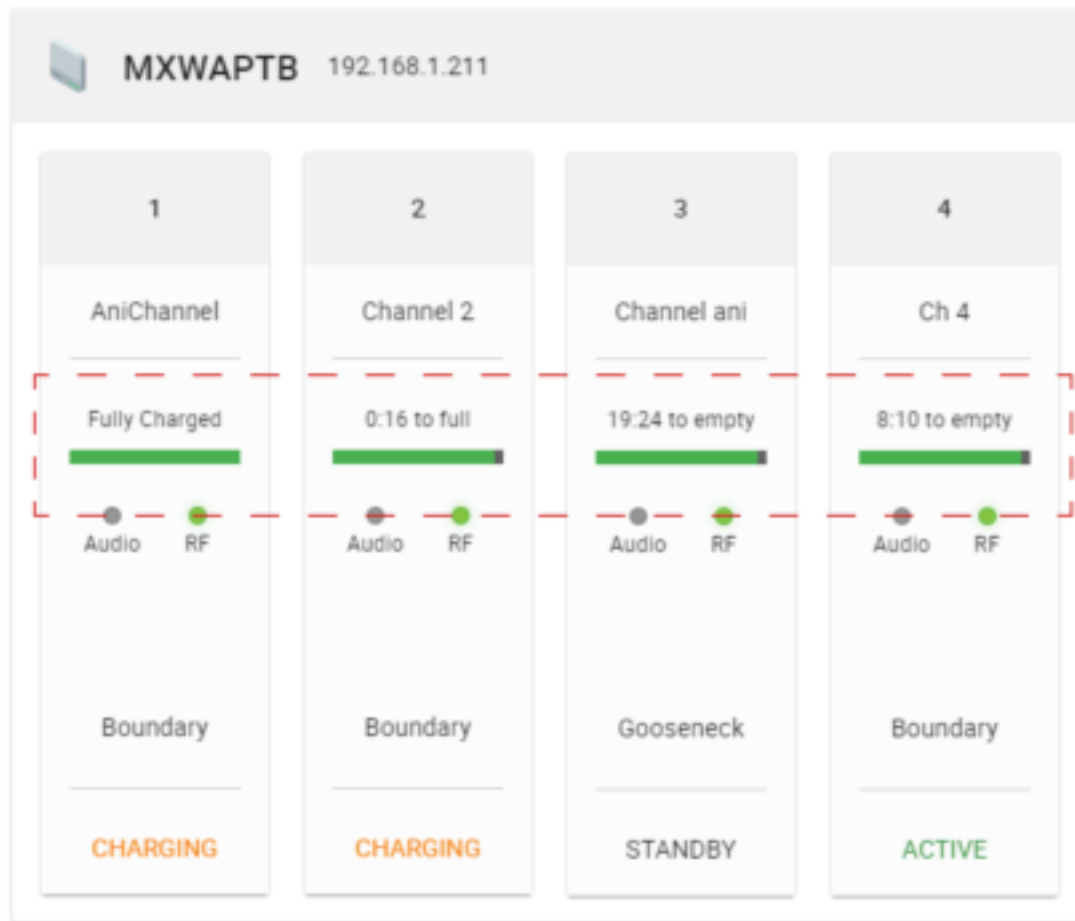 MXWAPTB 192.168.1.211
1
AniChannel
Fully Charged
Audio RF
Boundary
CHARGING
2
Channel 2
0:16 to full
Audio RF
Boundary
CHARGING
3
Channel ani
19:24 to empty
Audio RF
Gooseneck
STANDBY
4
Ch 4
8:10 to empty
Audio RF
Boundary
ACTIVE